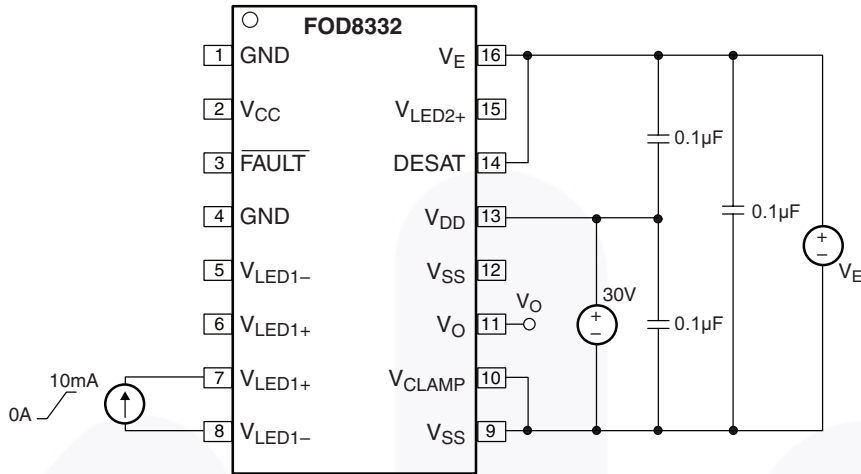 FOD8332
1 GND
2 VCC
3 FAULT
4 GND
5 VLED1–
6 VLED1+
7 VLED1+
8 VLED1–
VE 16
VLED2+ 15
DESAT 14
VDD 13
VSS 12
VO 11
VCLAMP 10
VSS 9
10mA
0A
VO
30V
+
–
0.1µF
0.1µF
0.1µF
+
–
VE